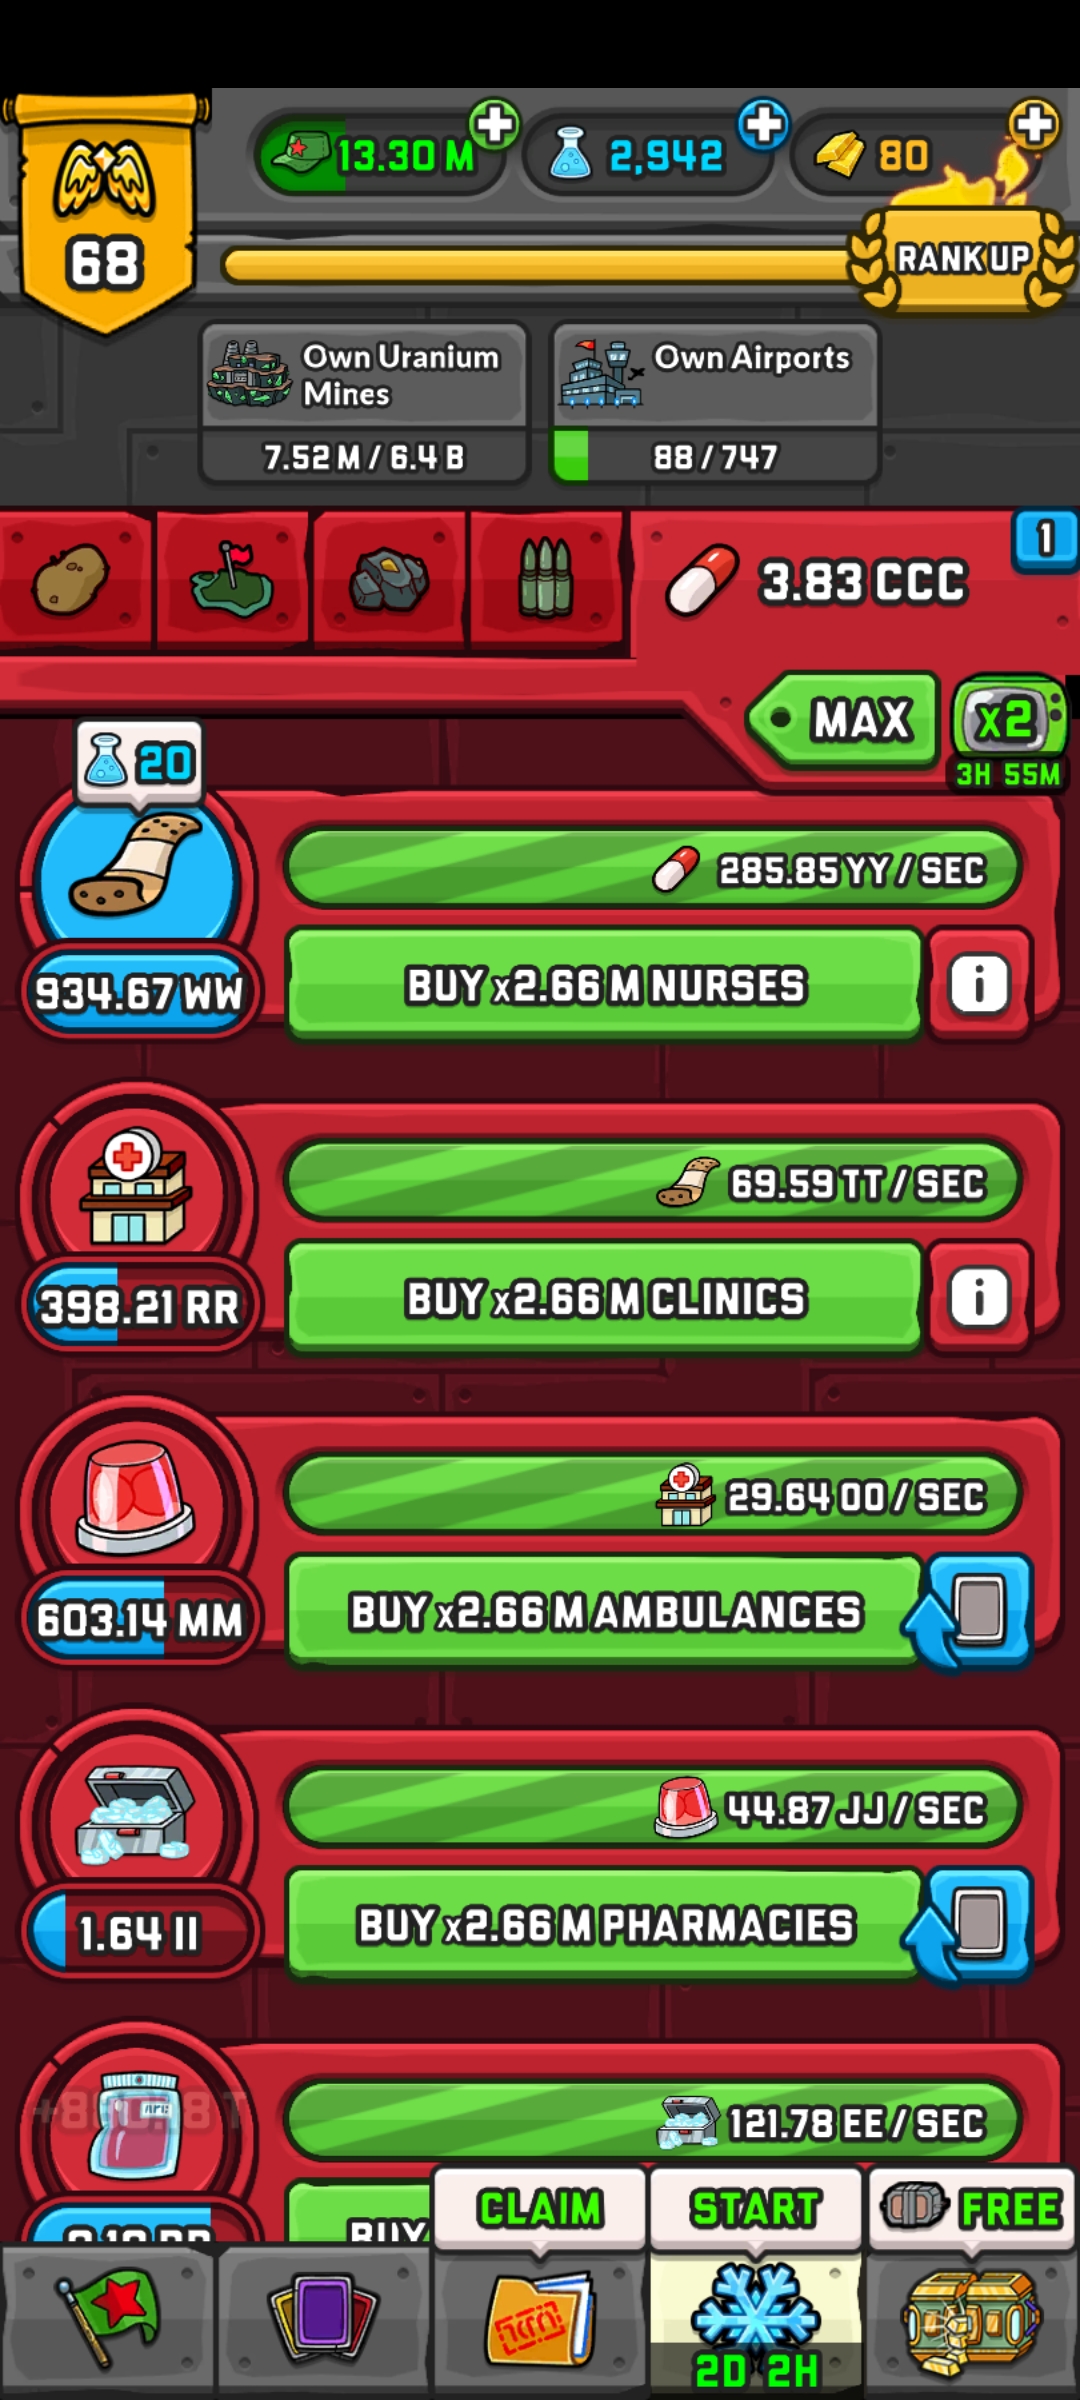 13.30 M
2,942
80
68
RANK UP
Own Uranium
Mines
7.52 M / 6.4 B
Own Airports
88 / 747
1
3.83 CCC
MAX
x2
3H 55M
20
285.85 YY / SEC
934.67 WW
BUY x2.66 M NURSES
i
69.59 TT / SEC
398.21 RR
BUY x2.66 M CLINICS
i
29.64 OO / SEC
603.14 MM
BUY x2.66 M AMBULANCES
44.87 JJ / SEC
1.64 II
BUY x2.66 M PHARMACIES
121.78 EE / SEC
BUY
CLAIM
START
FREE
2D 2H